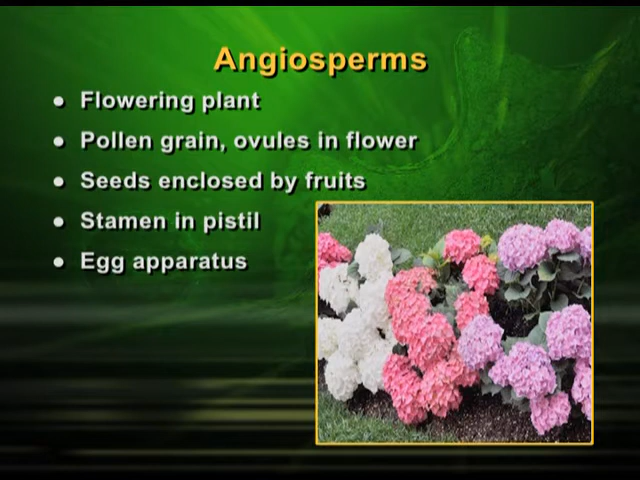 Angiosperms
● Flowering plant
● Pollen grain, ovules in flower
● Seeds enclosed by fruits
● Stamen in pistil
● Egg apparatus